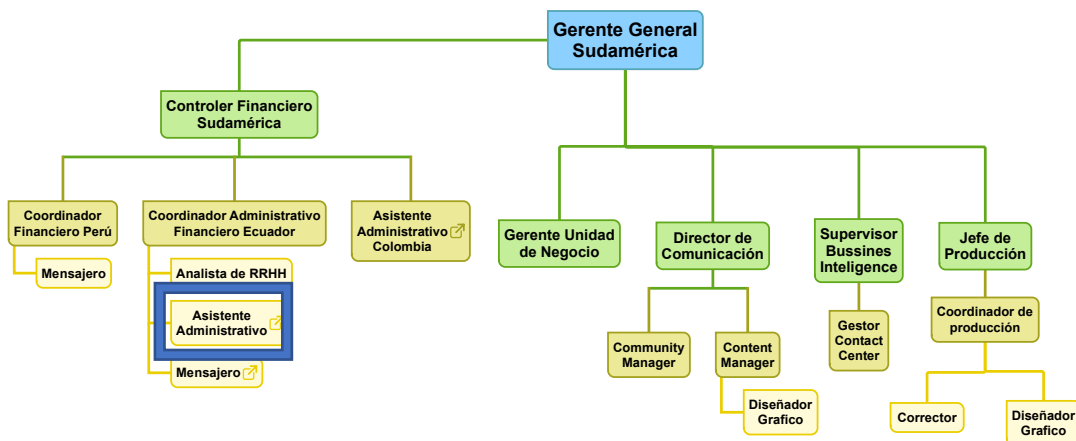 Gerente General
Sudamérica
Controler Financiero
Sudamérica
Coordinador
Financiero Perú
Mensajero
Coordinador Administrativo
Financiero Ecuador
Analista de RRHH
Asistente
Administrativo
Mensajero
Asistente
Administrativo
Colombia
Gerente Unidad
de Negocio
Director de
Comunicación
Community
Manager
Content
Manager
Diseñador
Grafico
Supervisor
Bussines
Inteligence
Gestor
Contact
Center
Jefe de
Producción
Coordinador de
producción
Corrector
Diseñador
Grafico